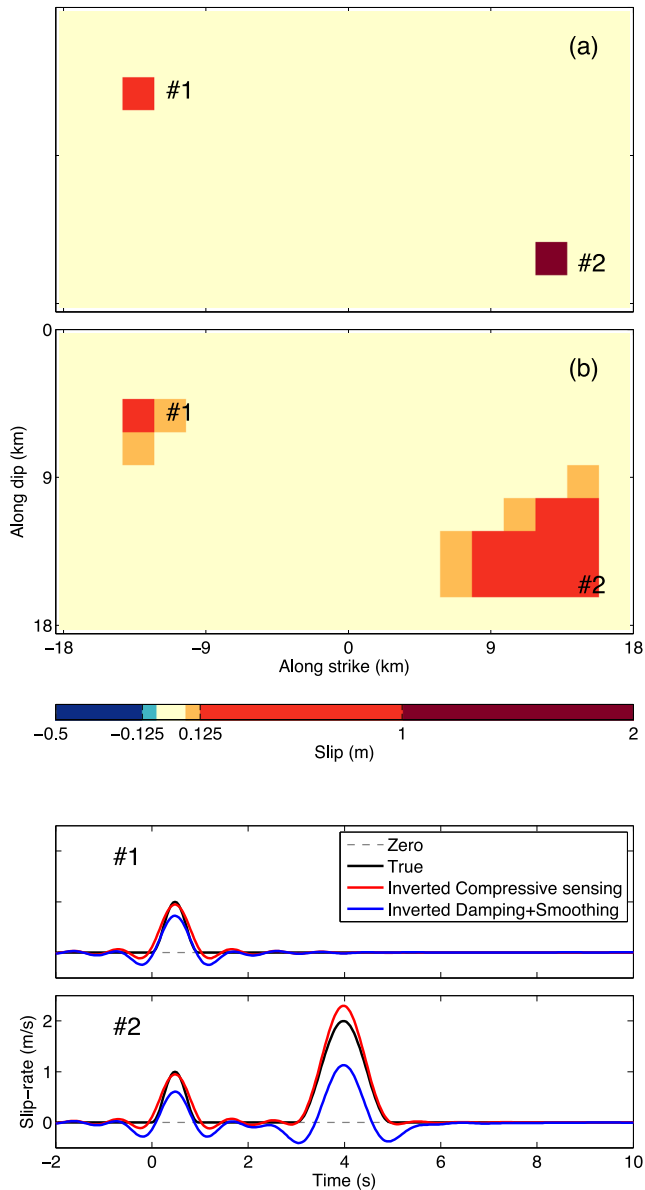 (a)
#1
#2
0
(b)
#1
9
#2
18
Along dip (km)
−18 −9 0 9 18
Along strike (km)
−0.5 −0.125 0.125 1 2
Slip (m)
#1
Zero
True
Inverted Compressive sensing
Inverted Damping+Smoothing
#2
2
1
0
Slip−rate (m/s)
−2 0 2 4 6 8 10
Time (s)